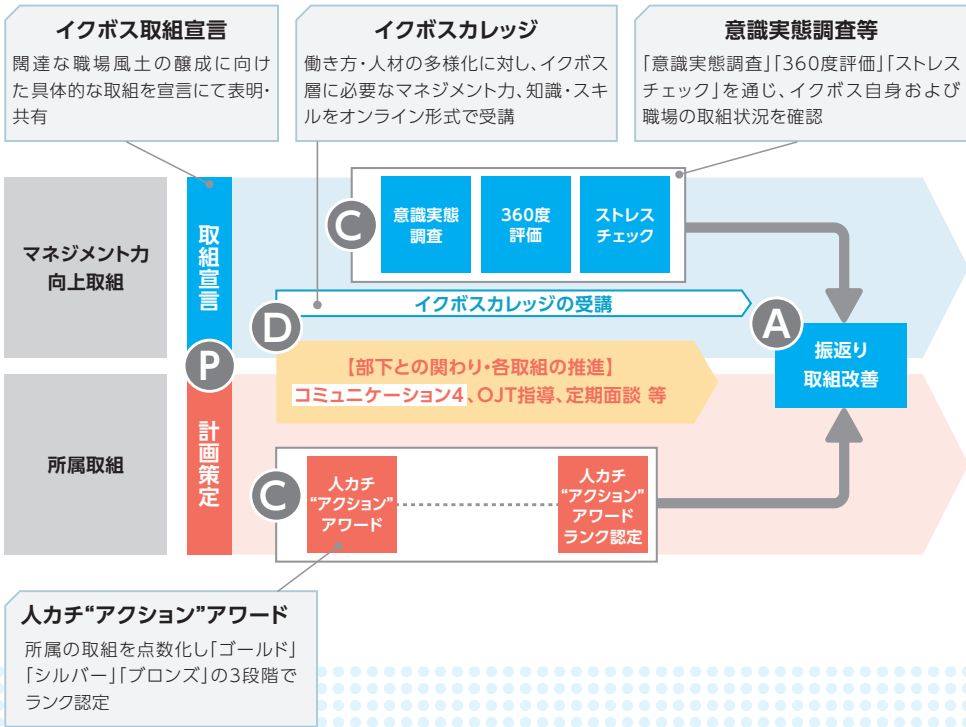 イクボス取組宣言
闊達な職場風土の醸成に向け
た具体的な取組を宣言にて表明・
共有
イクボスカレッジ
働き方・人材の多様化に対し、イクボス
層に必要なマネジメント力、知識・スキ
ルをオンライン形式で受講
意識実態調査等
「意識実態調査」「360度評価」「ストレス
チェック」を通じ、イクボス自身および
職場の取組状況を確認
マネジメント力
向上取組
取組宣言
C
意識実態
調査
360度
評価
ストレス
チェック
イクボスカレッジの受講
D
A
P
【部下との関わり・各取組の推進】
コミュニケーション4、OJT指導、定期面談 等
振返り
取組改善
所属取組
計画策定
C
人カチ
“アクション”
アワード
人カチ
“アクション”
アワード
ランク認定
人カチ“アクション”アワード
所属の取組を点数化し「ゴールド」
「シルバー」「ブロンズ」の3段階で
ランク認定